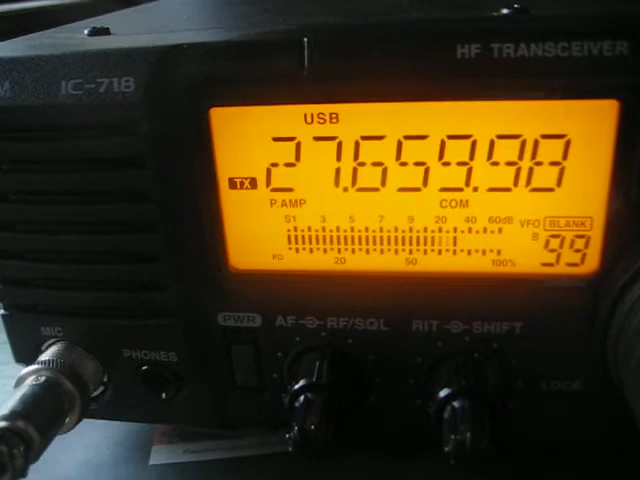 HF TRANSCEIVER
M IC-718
USB
TX 27.659.98
P.AMP COM
S1 3 5 7 9 20 40 60dB VFO BLANK
B 99
PO 20 50 100%
PWR AF RF/SQL RIT SHIFT
MIC
PHONES
LOCK